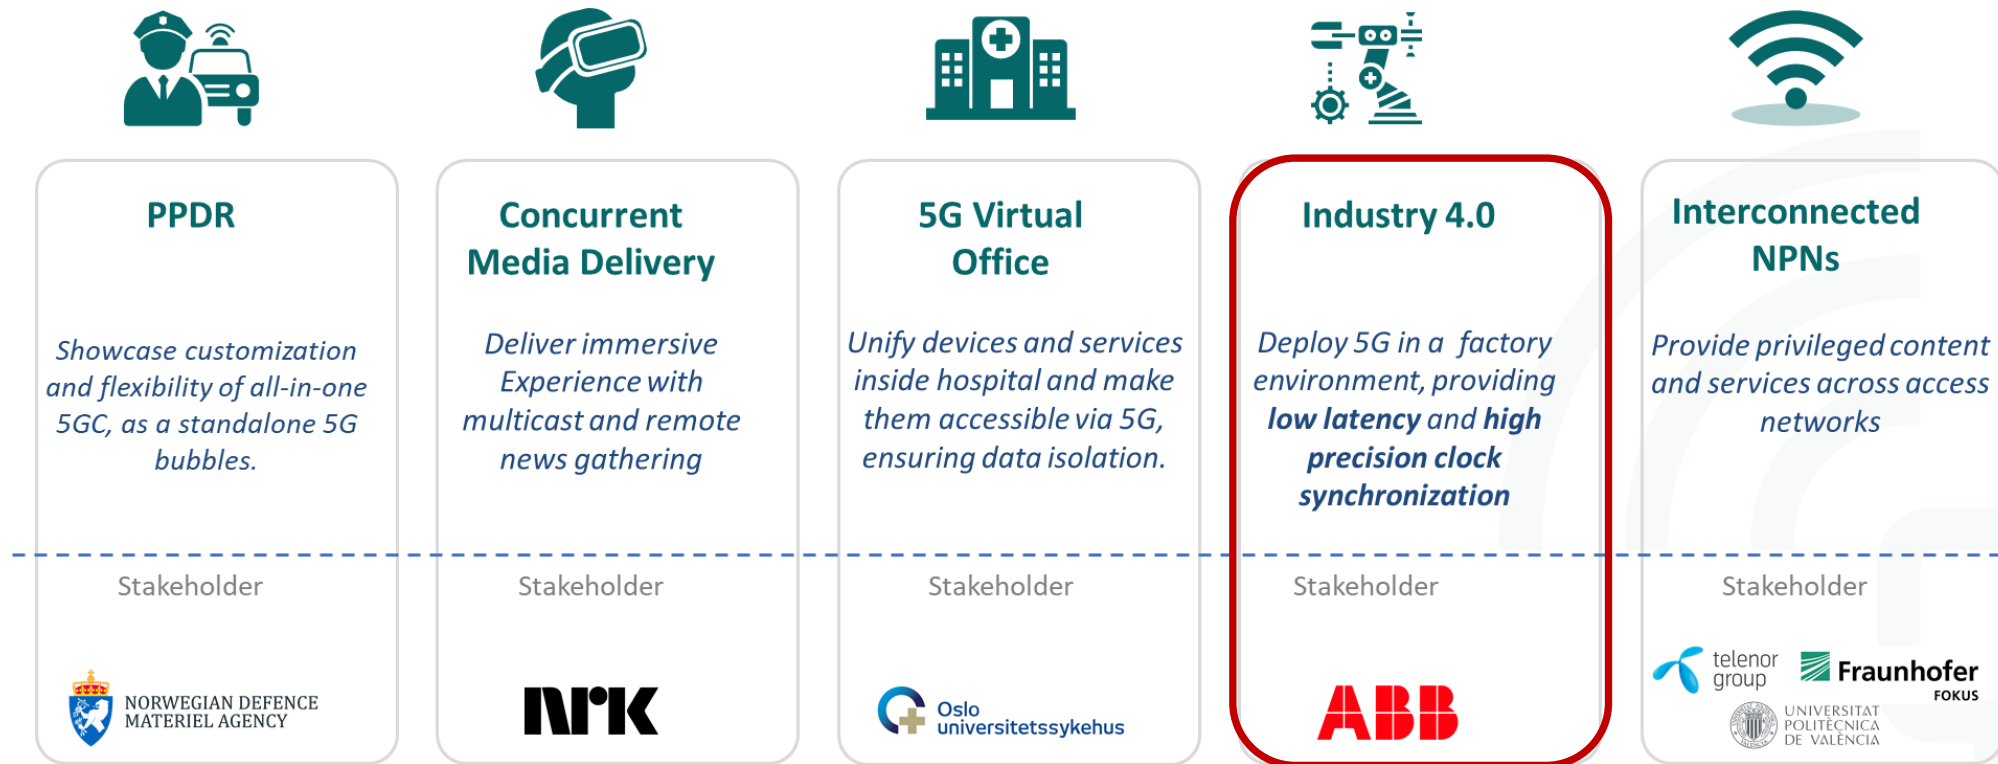 PPDR
Showcase customization
and flexibility of all-in-one
5GC, as a standalone 5G
bubbles.
Stakeholder
NORWEGIAN DEFENCE
MATERIEL AGENCY
Concurrent
Media Delivery
Deliver immersive
Experience with
multicast and remote
news gathering
Stakeholder
NRK
5G Virtual
Office
Unify devices and services
inside hospital and make
them accessible via 5G,
ensuring data isolation.
Stakeholder
Oslo
universitetssykehus
Industry 4.0
Deploy 5G in a factory
environment, providing
low latency and high
precision clock
synchronization
Stakeholder
ABB
Interconnected
NPNs
Provide privileged content
and services across access
networks
Stakeholder
telenor
group
Fraunhofer
FOKUS
UNIVERSITAT
POLITÈCNICA
DE VALÈNCIA